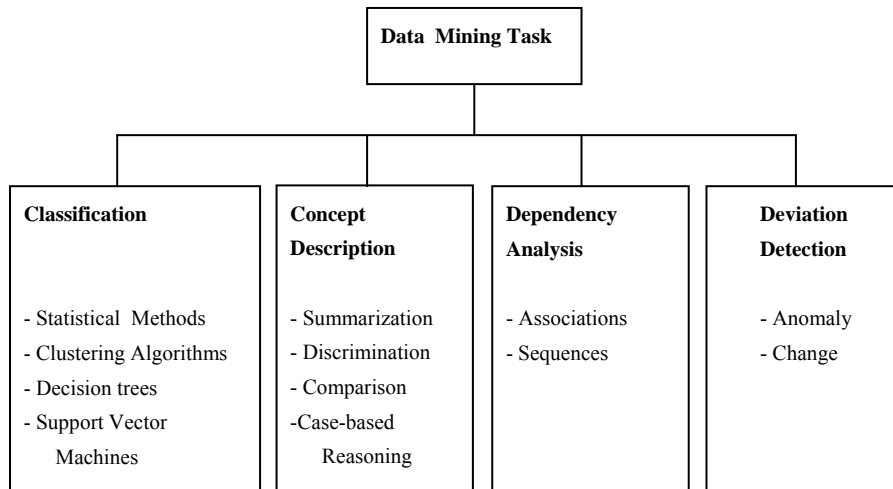 Data Mining Task
Classification
- Statistical Methods
- Clustering Algorithms
- Decision trees
- Support Vector
Machines
Concept
Description
- Summarization
- Discrimination
- Comparison
-Case-based
Reasoning
Dependency
Analysis
- Associations
- Sequences
Deviation
Detection
- Anomaly
- Change